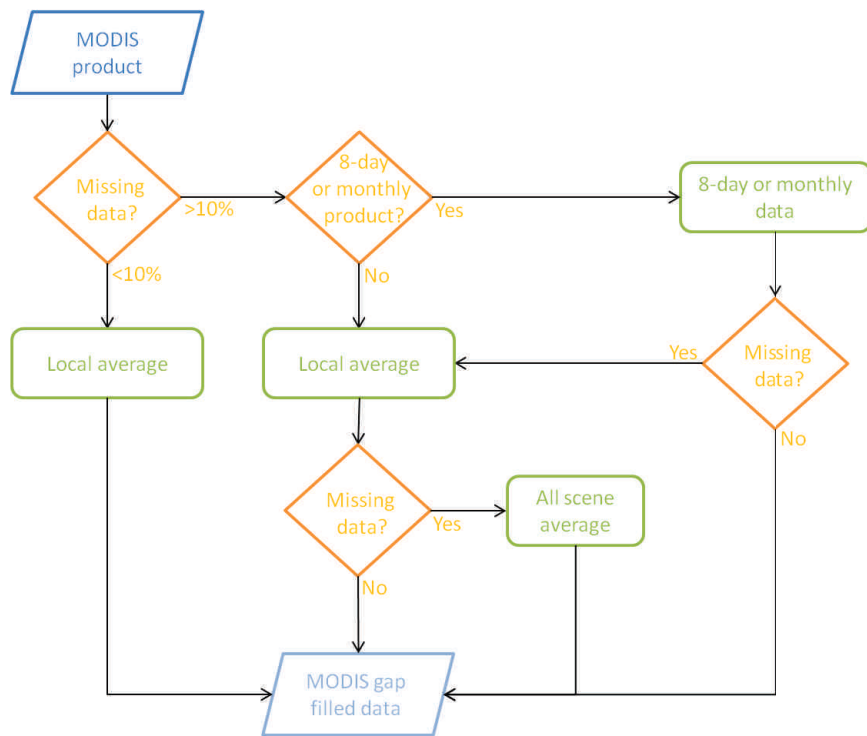 MODIS
product
Missing
data?
>10%
<10%
8-day
or monthly
product?
Yes
No
8-day or monthly
data
Local average
Local average
Yes
Missing
data?
No
Missing
data?
Yes
No
All scene
average
MODIS gap
filled data